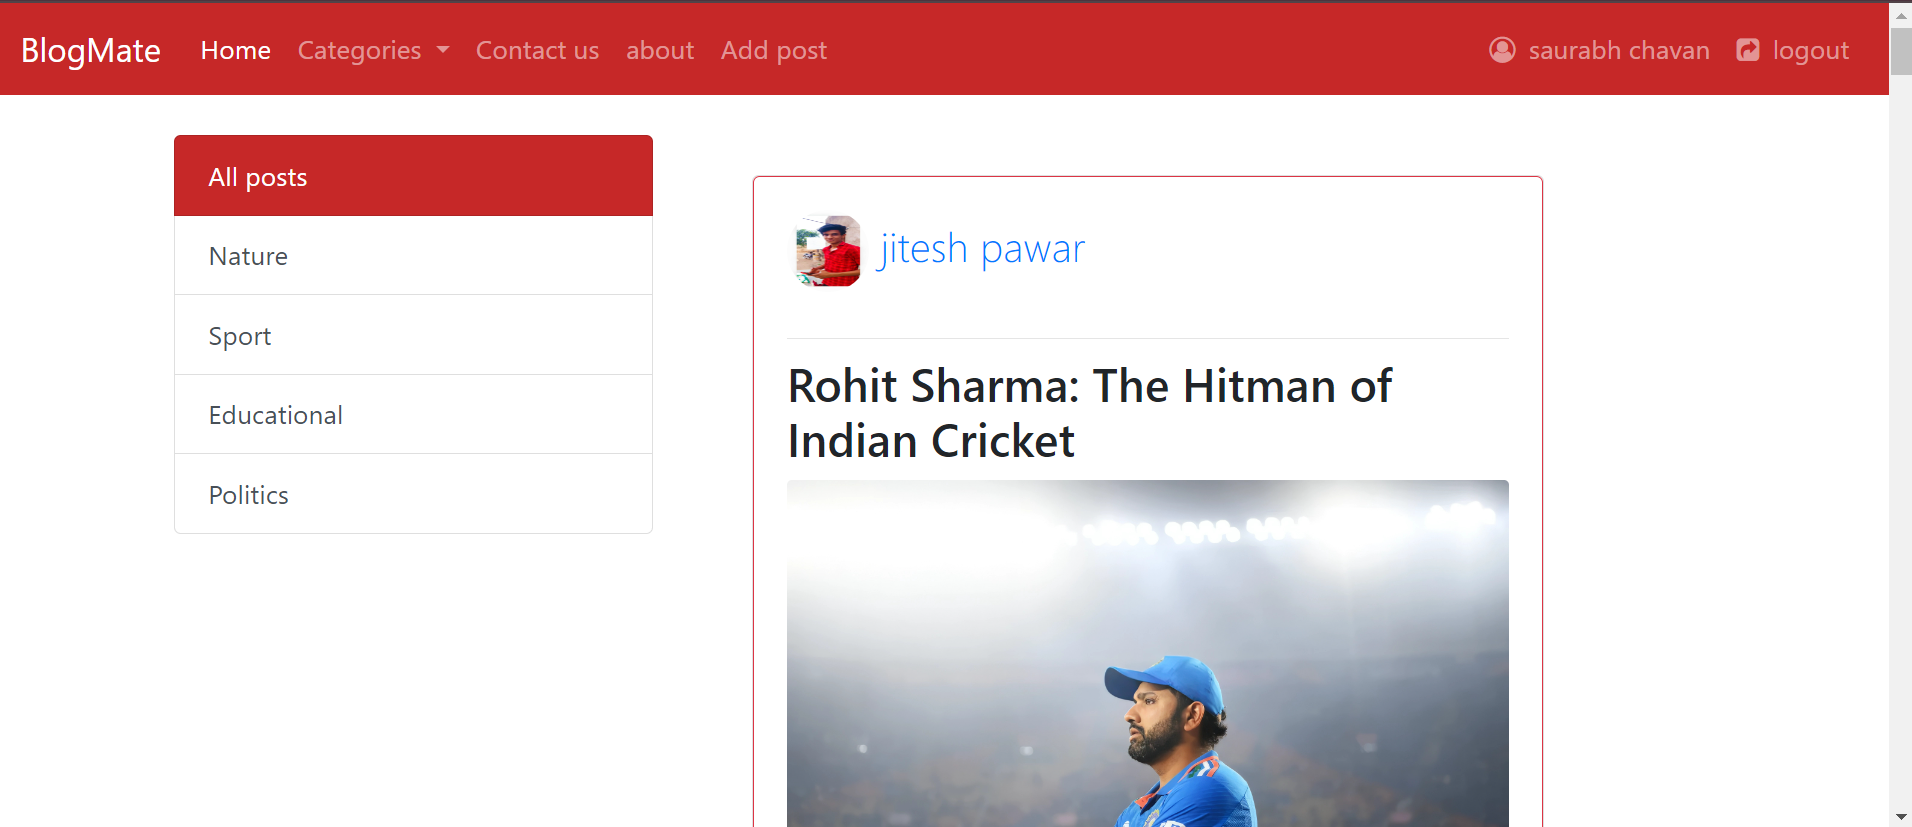 BlogMate Home Categories Contact us about Add post saurabh chavan logout
All posts
Nature
Sport
Educational
Politics
jitesh pawar
Rohit Sharma: The Hitman of
Indian Cricket